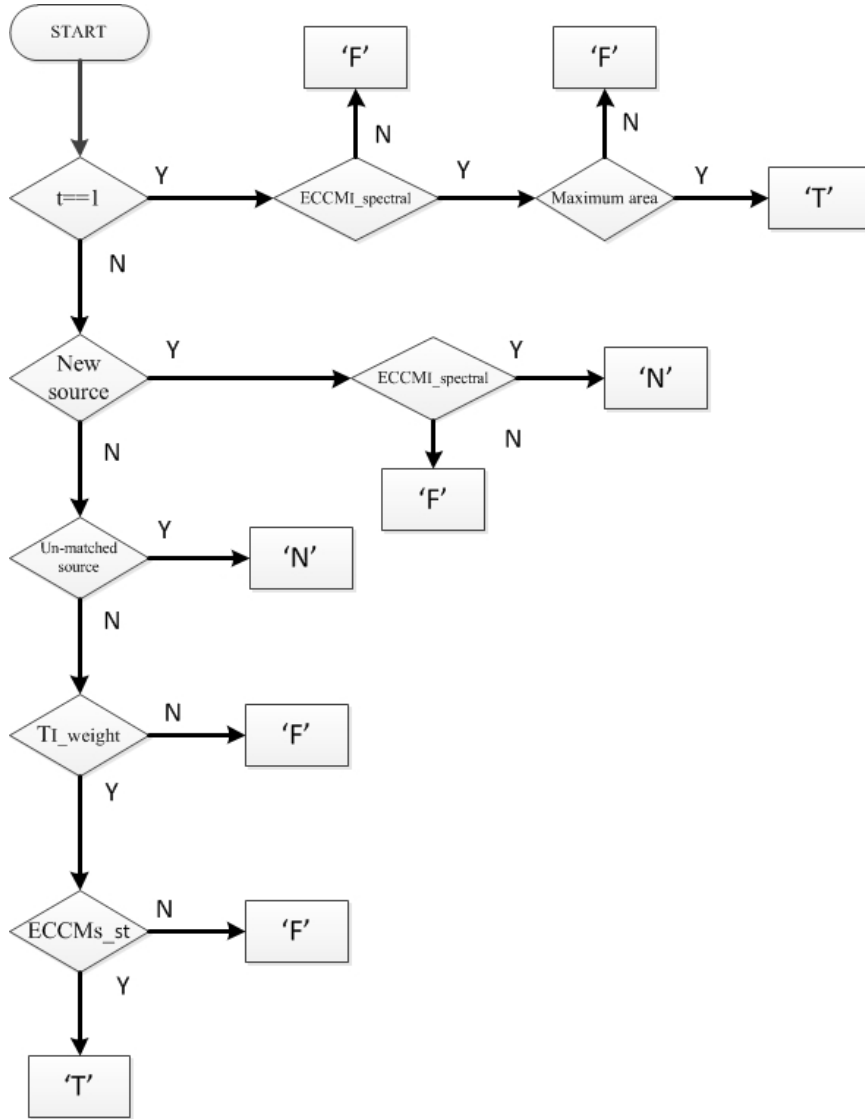 START
‘F’
‘F’
N
N
Y
Y
Y
t==1
ECCMI_spectral
Maximum area
‘T’
N
Y
Y
New
source
ECCMI_spectral
‘N’
N
N
‘F’
Y
Un-matched
source
‘N’
N
N
TI_weight
‘F’
Y
N
ECCMs_st
‘F’
Y
‘T’